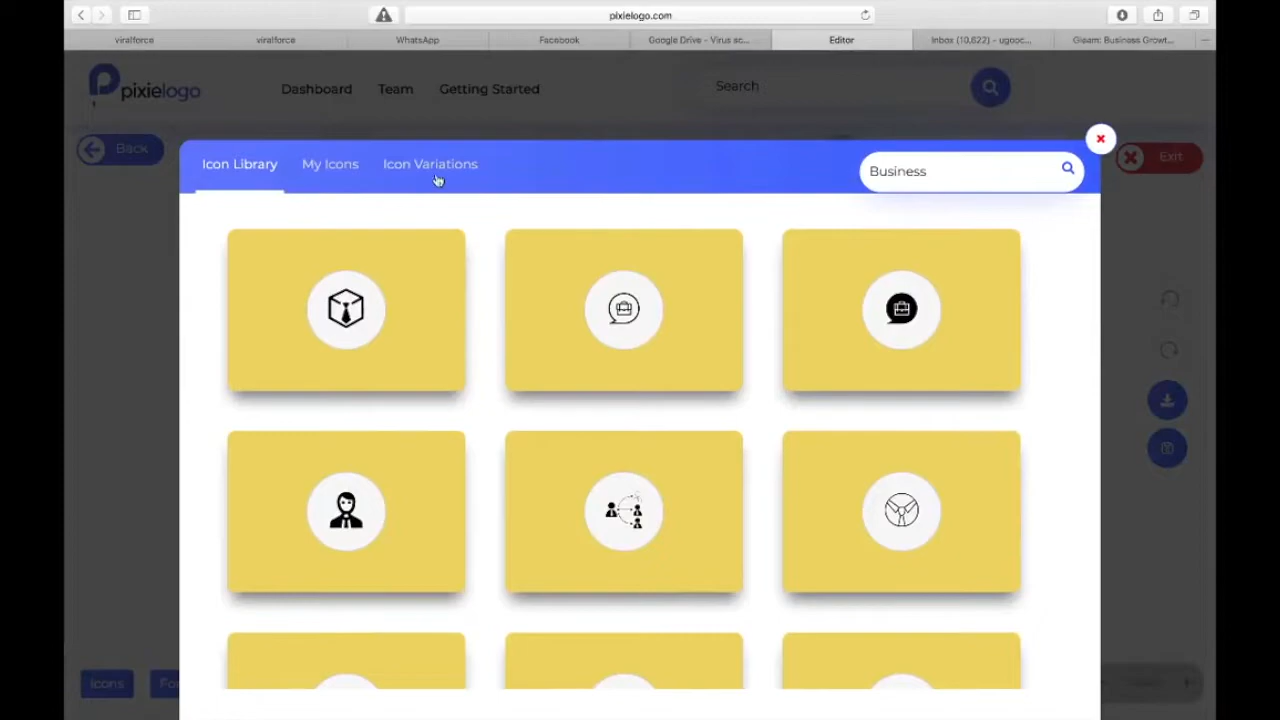 pixielogo.com
viralforce
viralforce
WhatsApp
Facebook
Google Drive - Virus sc...
Editor
Inbox (10,622) - ugooc...
Gleam: Business Growt...
pixielogo
Dashboard
Team
Getting Started
Search
Back
Exit
Icon Library
My Icons
Icon Variations
Business
Icons